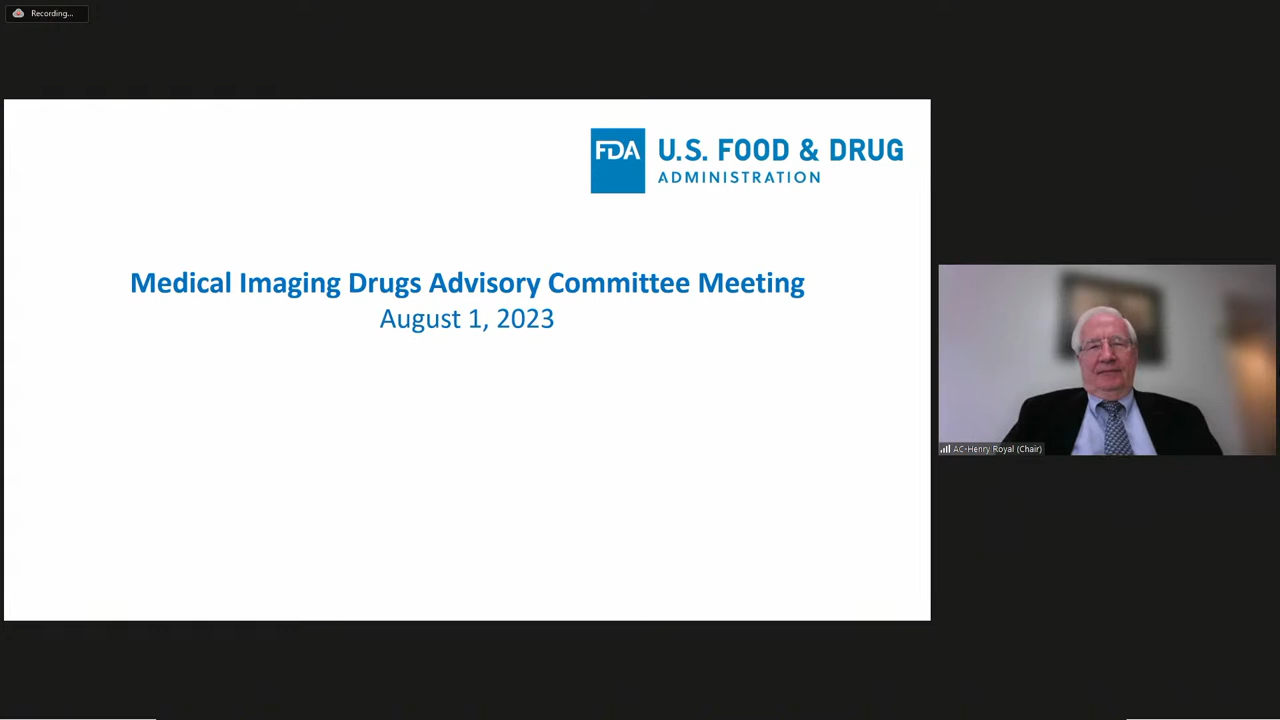 Recording...
FDA
U.S. FOOD & DRUG
ADMINISTRATION
Medical Imaging Drugs Advisory Committee Meeting
August 1, 2023
AC-Henry Royal (Chair)